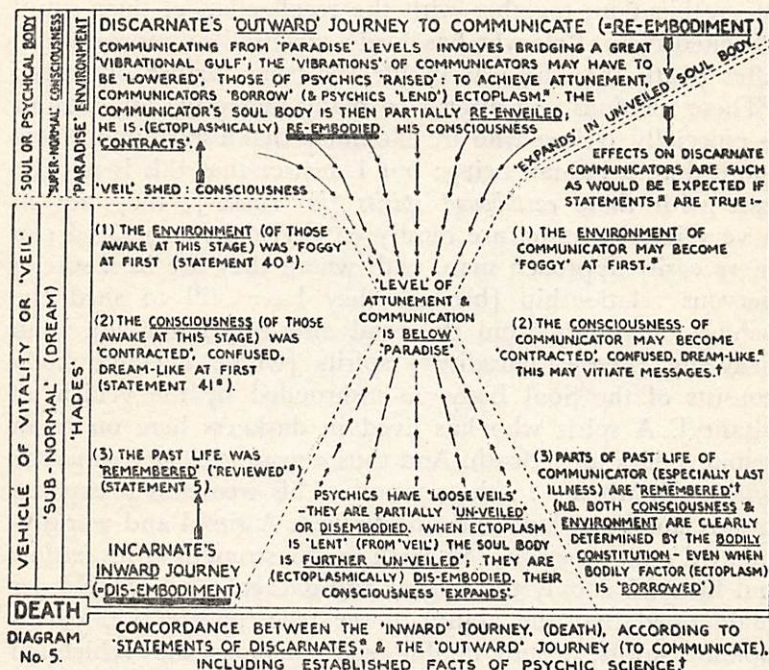 DISCARNATE'S 'OUTWARD' JOURNEY TO COMMUNICATE (=RE-EMBODIMENT)
COMMUNICATING FROM 'PARADISE' LEVELS INVOLVES BRIDGING A GREAT
'VIBRATIONAL GULF'; THE 'VIBRATIONS' OF COMMUNICATORS MAY HAVE TO
BE 'LOWERED', THOSE OF PSYCHICS 'RAISED': TO ACHIEVE ATTUNEMENT,
COMMUNICATORS 'BORROW' (& PSYCHICS 'LEND') ECTOPLASM.* THE
COMMUNICATOR'S SOUL BODY IS THEN PARTIALLY RE-ENVEILED;
HE IS (ECTOPLASMICALLY) RE-EMBODIED. HIS CONSCIOUSNESS
'CONTRACTS'.
'VEIL' SHED: CONSCIOUSNESS
'EXPANDS' IN UN-VEILED SOUL BODY
SOUL OR PSYCHICAL BODY
'SUPER-NORMAL' CONSCIOUSNESS
'PARADISE' ENVIRONMENT
EFFECTS ON DISCARNATE
COMMUNICATORS ARE SUCH
AS WOULD BE EXPECTED IF
STATEMENTS * ARE TRUE:-
VEHICLE OF VITALITY OR 'VEIL'
'SUB-NORMAL' (DREAM)
'HADES'
(1) THE ENVIRONMENT (OF THOSE
AWAKE AT THIS STAGE) WAS 'FOGGY'
AT FIRST (STATEMENT 40*).
(2) THE CONSCIOUSNESS (OF THOSE
AWAKE AT THIS STAGE) WAS
'CONTRACTED', CONFUSED,
DREAM-LIKE AT FIRST
(STATEMENT 41*).
(3) THE PAST LIFE WAS
'REMEMBERED' ('REVIEWED'*)
(STATEMENT 5.)
INCARNATE'S
INWARD JOURNEY
(=DIS-EMBODIMENT)
LEVEL OF
ATTUNEMENT &
COMMUNICATION
IS BELOW
'PARADISE'
PSYCHICS HAVE 'LOOSE VEILS'
-THEY ARE PARTIALLY 'UN-VEILED'
OR DISEMBODIED. WHEN ECTOPLASM
IS 'LENT' (FROM 'VEIL') THE SOUL BODY
IS FURTHER 'UN-VEILED'; THEY ARE
(ECTOPLASMICALLY) DIS-EMBODIED. THEIR
CONSCIOUSNESS 'EXPANDS'.
(1) THE ENVIRONMENT OF
COMMUNICATOR MAY BECOME
'FOGGY' AT FIRST.*
(2) THE CONSCIOUSNESS OF
COMMUNICATOR MAY BECOME
'CONTRACTED', CONFUSED, DREAM-LIKE.*
THIS MAY VITIATE MESSAGES.†
(3) PARTS OF PAST LIFE OF
COMMUNICATOR (ESPECIALLY LAST
ILLNESS) ARE 'REMEMBERED'.†
(N.B. BOTH CONSCIOUSNESS &
ENVIRONMENT ARE CLEARLY
DETERMINED BY THE BODILY
CONSTITUTION - EVEN WHEN
BODILY FACTOR (ECTOPLASM)
IS 'BORROWED')
DEATH
DIAGRAM
No. 5.
CONCORDANCE BETWEEN THE 'INWARD' JOURNEY, (DEATH), ACCORDING TO
'STATEMENTS OF DISCARNATES', & THE 'OUTWARD' JOURNEY (TO COMMUNICATE),
INCLUDING ESTABLISHED FACTS OF PSYCHIC SCIENCE.†